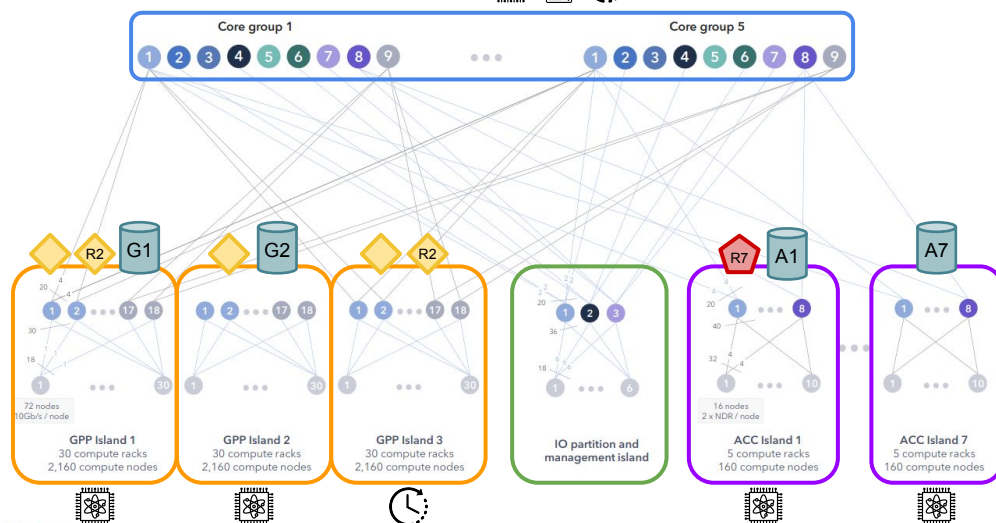 Core group 1
Core group 5
1 2 3 4 5 6 7 8 9
1 2 3 4 5 6 7 8 9
R2 G1
G2
R2
R7 A1
A7
4
20 4
1 2 17 18
30
1 1
18
1 30
72 nodes
10Gb/s / node
GPP Island 1
30 compute racks
2,160 compute nodes
1 2 17 18
1 30
GPP Island 2
30 compute racks
2,160 compute nodes
1 2 17 18
1 30
GPP Island 3
30 compute racks
2,160 compute nodes
20
1 2 3
36
18
1 6
IO partition and
management island
20
1 8
40
32 4
4
1 10
16 nodes
2 x NDR / node
ACC Island 1
5 compute racks
160 compute nodes
1 8
1 10
ACC Island 7
5 compute racks
160 compute nodes